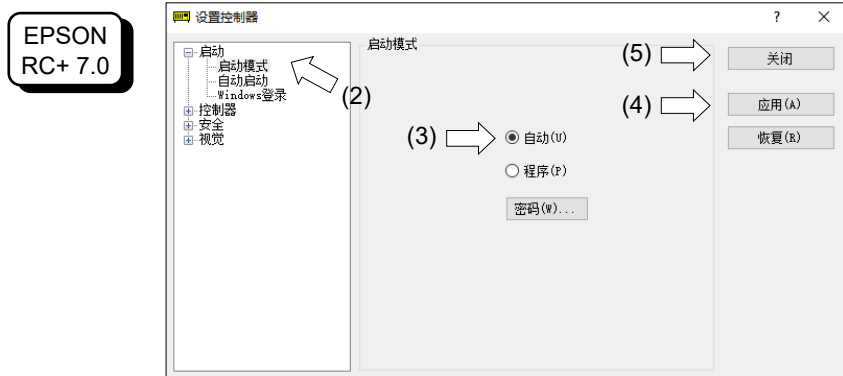 EPSON
RC+ 7.0
设置控制器
?
×
启动
启动模式
自动启动
Windows登录
控制器
安全
视觉
(2)
启动模式
(3)
自动(U)
程序(P)
密码(W)...
(5)
关闭
(4)
应用(A)
恢复(R)